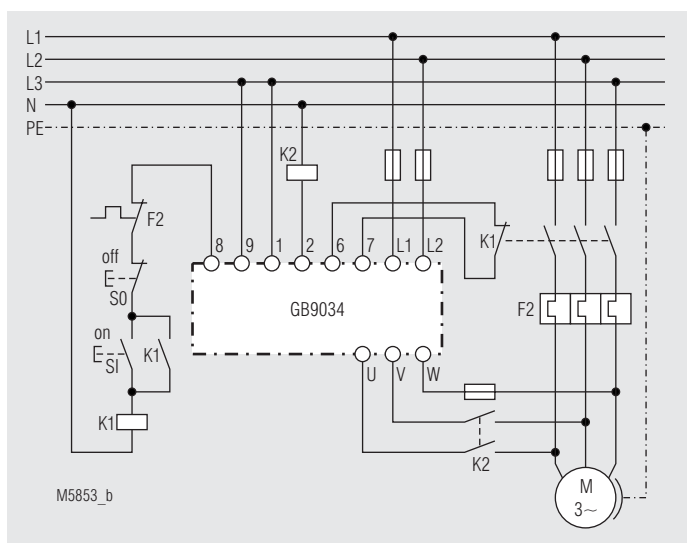 L1
L2
L3
N
PE
K2
F2
8 9 1 2 6 7 L1 L2
K1
off
S0
GB9034
F2
on
SI
K1
U V W
K1
K2
M5853_b
M
3~